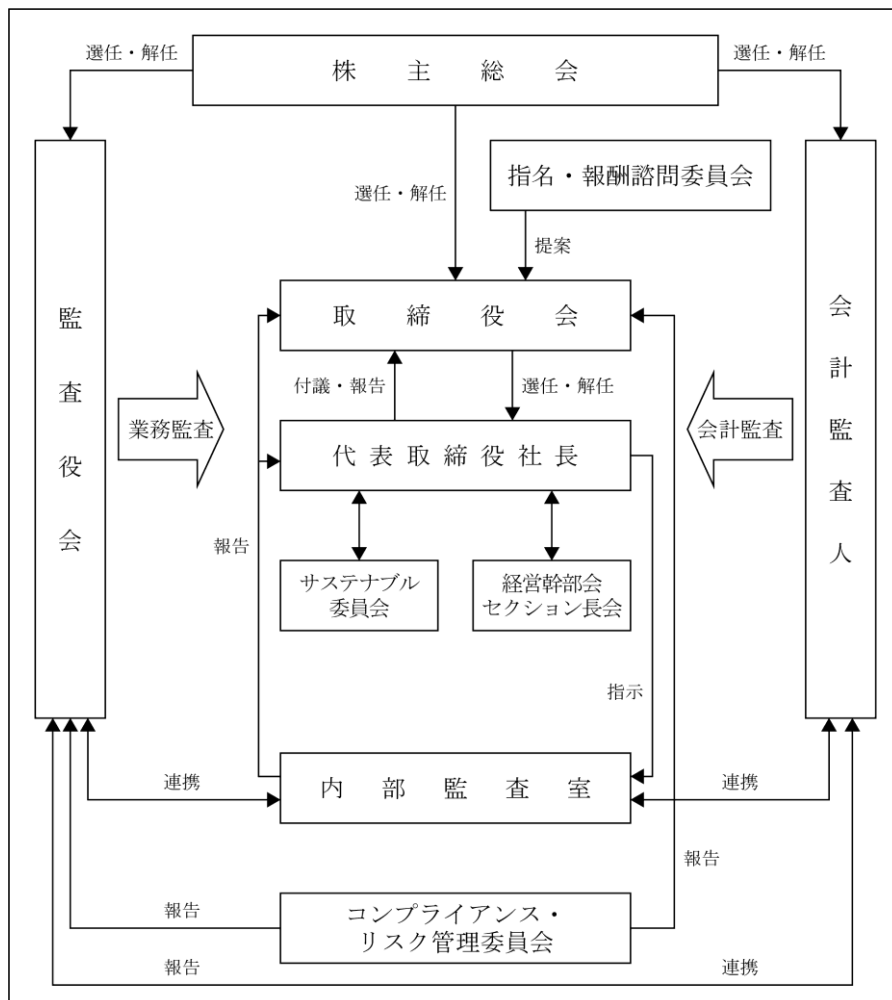 選任・解任
株主総会
選任・解任
指名・報酬諮問委員会
選任・解任
提案
取締役会
監査役会
会計監査人
付議・報告
選任・解任
業務監査
会計監査
代表取締役社長
報告
サステナブル
委員会
経営幹部会
セクション長会
指示
内部監査室
連携
連携
報告
コンプライアンス・
リスク管理委員会
報告
報告
連携